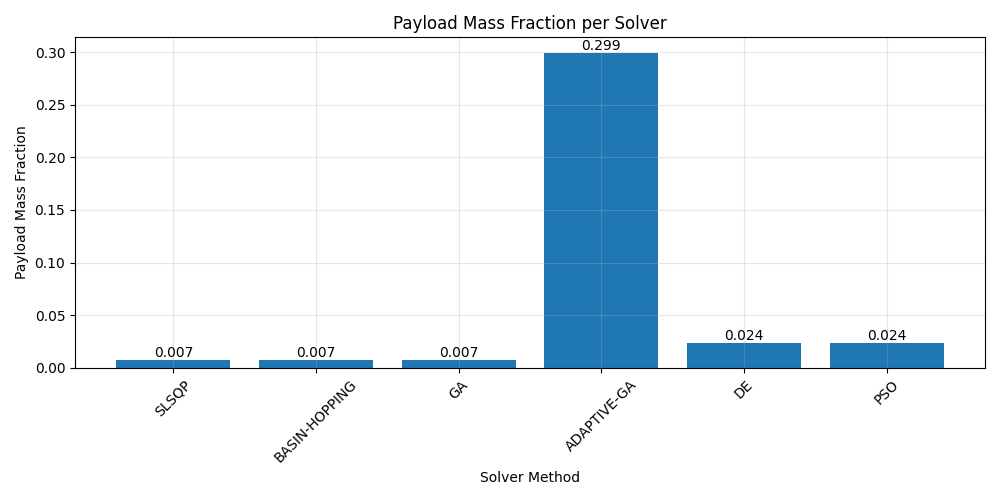 Payload Mass Fraction per Solver
Payload Mass Fraction
0.30
0.25
0.20
0.15
0.10
0.05
0.00
0.007
0.007
0.007
0.299
0.024
0.024
SLSQP
BASIN-HOPPING
GA
ADAPTIVE-GA
DE
PSO
Solver Method